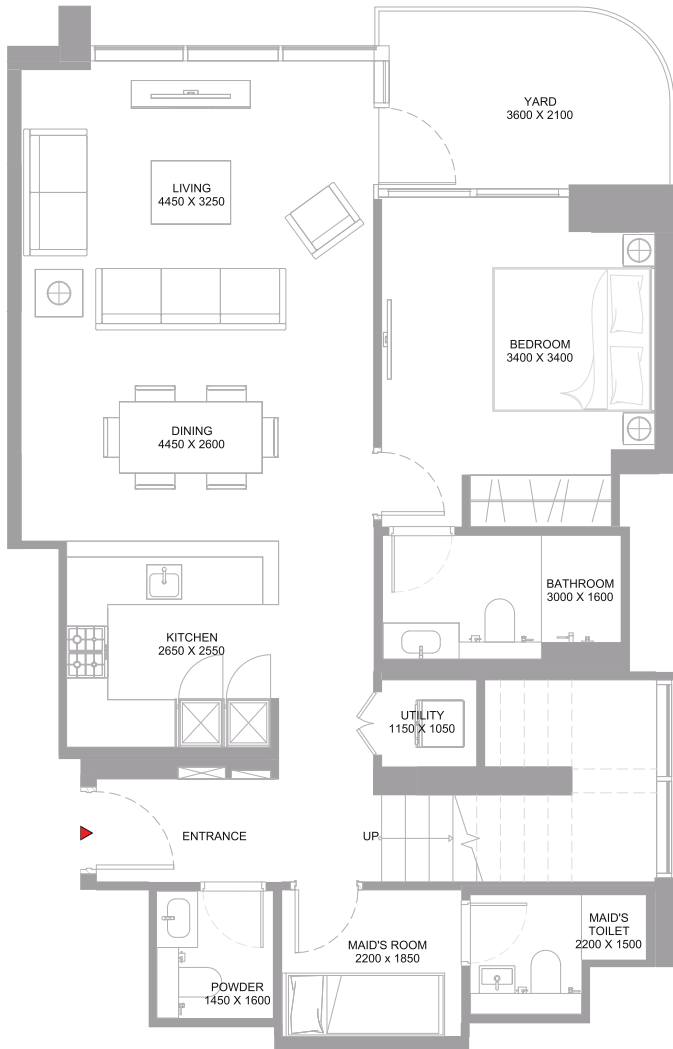 YARD
3600 X 2100
LIVING
4450 X 3250
BEDROOM
3400 X 3400
DINING
4450 X 2600
BATHROOM
3000 X 1600
KITCHEN
2650 X 2550
UTILITY
1150 X 1050
ENTRANCE
UP
MAID'S ROOM
2200 x 1850
MAID'S
TOILET
2200 X 1500
POWDER
1450 X 1600